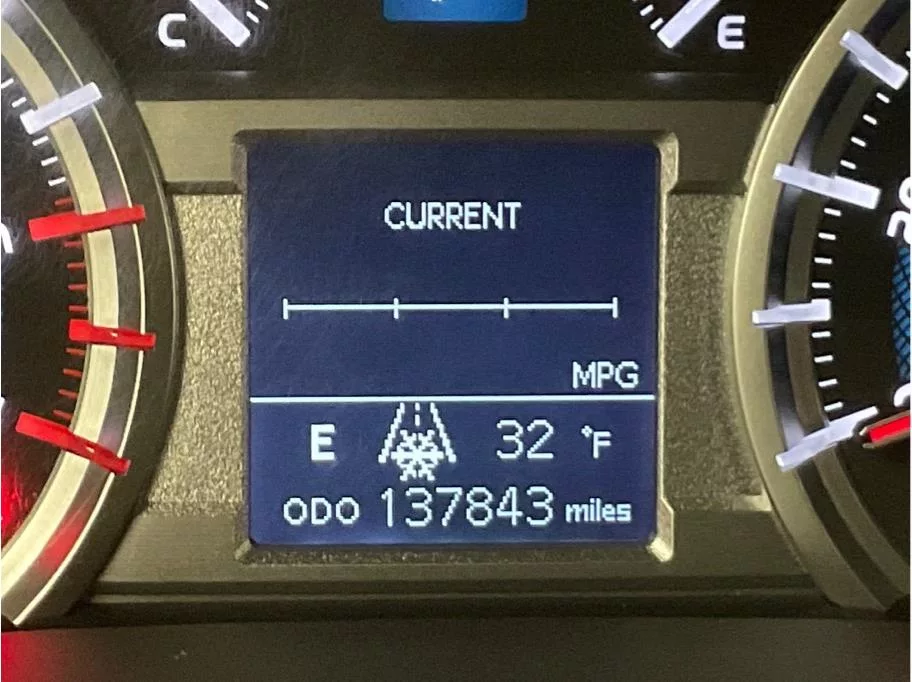 C E
CURRENT
MPG
E 32 °F
ODO 137843 miles